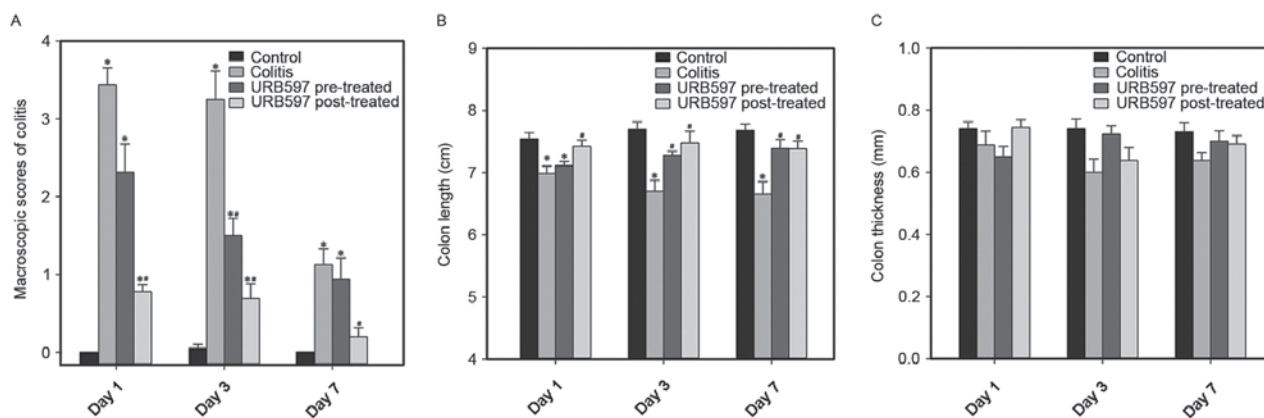 A
Macroscopic scores of colitis
4
3
2
1
0
Control
Colitis
URB597 pre-treated
URB597 post-treated
*
*
*#
*
*#
*#
*
*
#
Day 1
Day 3
Day 7
B
Colon length (cm)
9
8
7
6
5
4
Control
Colitis
URB597 pre-treated
URB597 post-treated
*
*
#
*
#
#
*
#
#
Day 1
Day 3
Day 7
C
Colon thickness (mm)
1.0
0.8
0.6
0.4
0.2
0.0
Control
Colitis
URB597 pre-treated
URB597 post-treated
Day 1
Day 3
Day 7